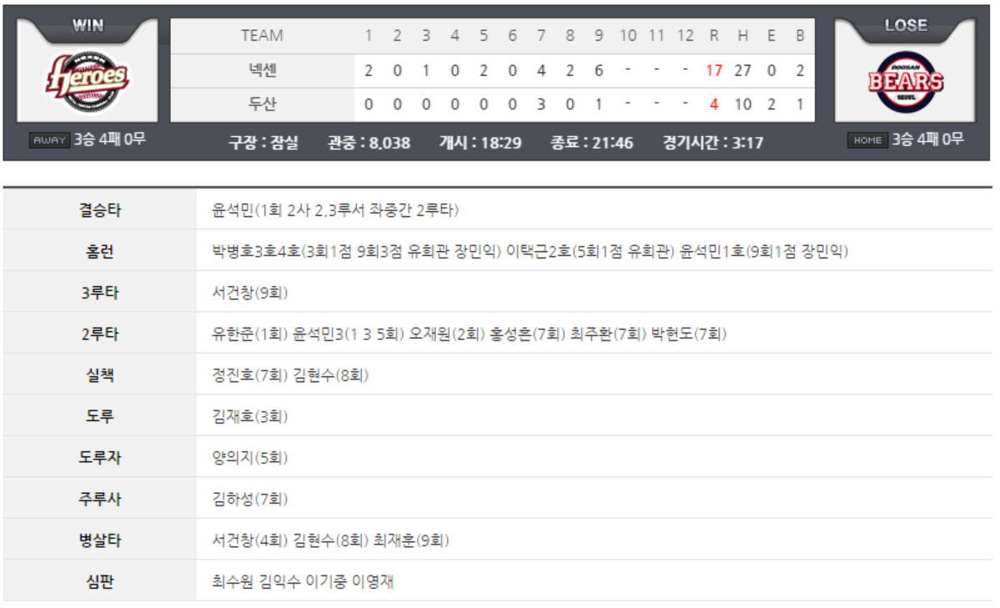 WIN
Heroes
AWAY 3승 4패 0무
TEAM 1 2 3 4 5 6 7 8 9 10 11 12 R H E B
넥센 2 0 1 0 2 0 4 2 6 - - - 17 27 0 2
두산 0 0 0 0 0 0 3 0 1 - - - 4 10 2 1
구장 : 잠실 관중 : 8,038 개시 : 18:29 종료 : 21:46 경기시간 : 3:17
LOSE
DOOSAN
BEARS
SEOUL
HOME 3승 4패 0무
결승타 윤석민(1회 2사 2,3루서 좌중간 2루타)
홈런 박병호3호4호(3회1점 9회3점 유희관 장민익) 이택근2호(5회1점 유희관) 윤석민1호(9회1점 장민익)
3루타 서건창(9회)
2루타 유한준(1회) 윤석민3(1 3 5회) 오재원(2회) 홍성흔(7회) 최주환(7회) 박헌도(7회)
실책 정진호(7회) 김현수(8회)
도루 김재호(3회)
도루자 양의지(5회)
주루사 김하성(7회)
병살타 서건창(4회) 김현수(8회) 최재훈(9회)
심판 최수원 김익수 이기중 이영재